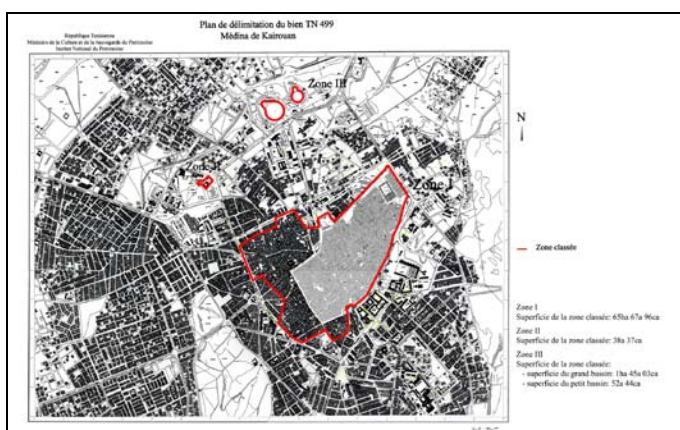 République Tunisienne
Ministère de la Culture et de la Sauvegarde du Patrimoine
Institut National du Patrimoine
Plan de délimitation du bien TN 499
Médina de Kairouan
Zone III
Zone I
N
Zone classée
Zone I
Superficie de la zone classée: 65ha 67a 96ca
Zone II
Superficie de la zone classée: 38a 37ca
Zone III
Superficie de la zone classée:
- superficie du grand bassin: 1ha 45a 03ca
- superficie du petit bassin: 52a 44ca